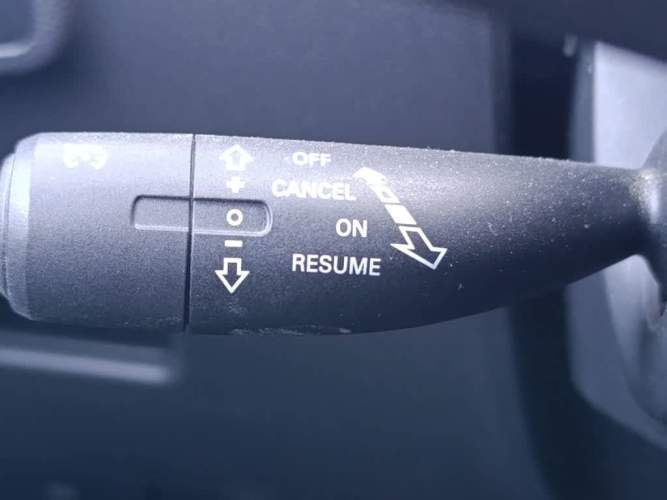 OFF
+ CANCEL
O ON
- RESUME